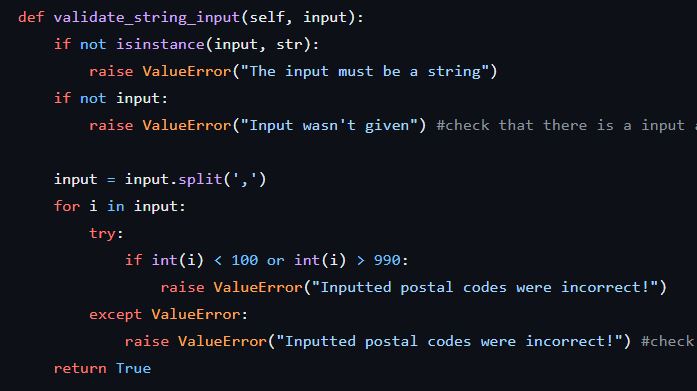 def validate_string_input(self, input):
if not isinstance(input, str):
raise ValueError("The input must be a string")
if not input:
raise ValueError("Input wasn't given") #check that there is a input
input = input.split(',')
for i in input:
try:
if int(i) < 100 or int(i) > 990:
raise ValueError("Inputted postal codes were incorrect!")
except ValueError:
raise ValueError("Inputted postal codes were incorrect!") #check
return True